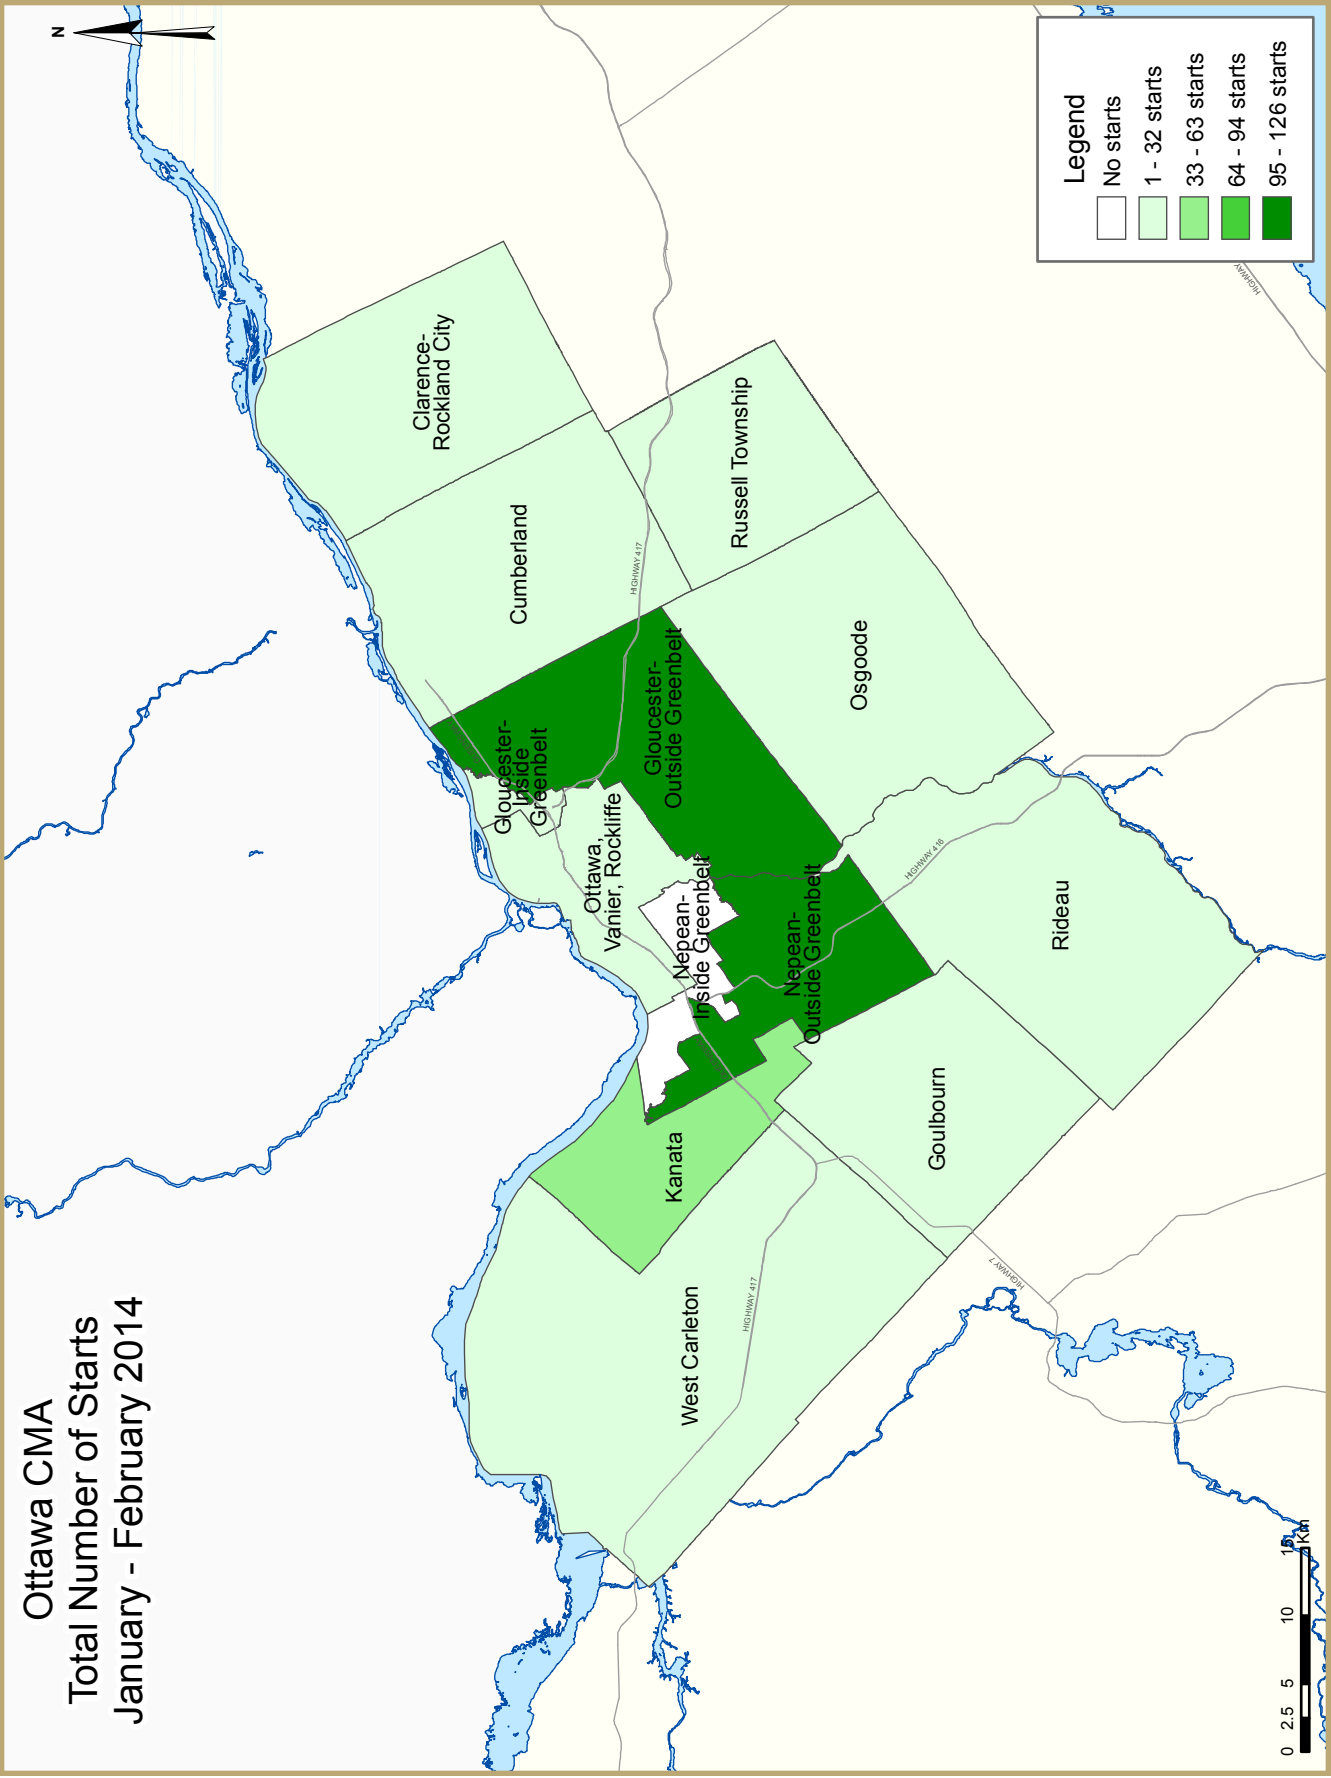 Ottawa CMA
Total Number of Starts
January - February 2014
N
Clarence-
Rockland City
Cumberland
Russell Township
HIGHWAY 417
Gloucester-
Inside
Greenbelt
Gloucester-
Outside Greenbelt
Osgoode
Ottawa,
Vanier, Rockliffe
Nepean-
Inside Greenbelt
Nepean-
Outside Greenbelt
HIGHWAY 416
Rideau
Kanata
Goulbourn
West Carleton
HIGHWAY 417
HIGHWAY 7
HIGHWAY
Legend
No starts
1 - 32 starts
33 - 63 starts
64 - 94 starts
95 - 126 starts
0 2.5 5 10 15
Km